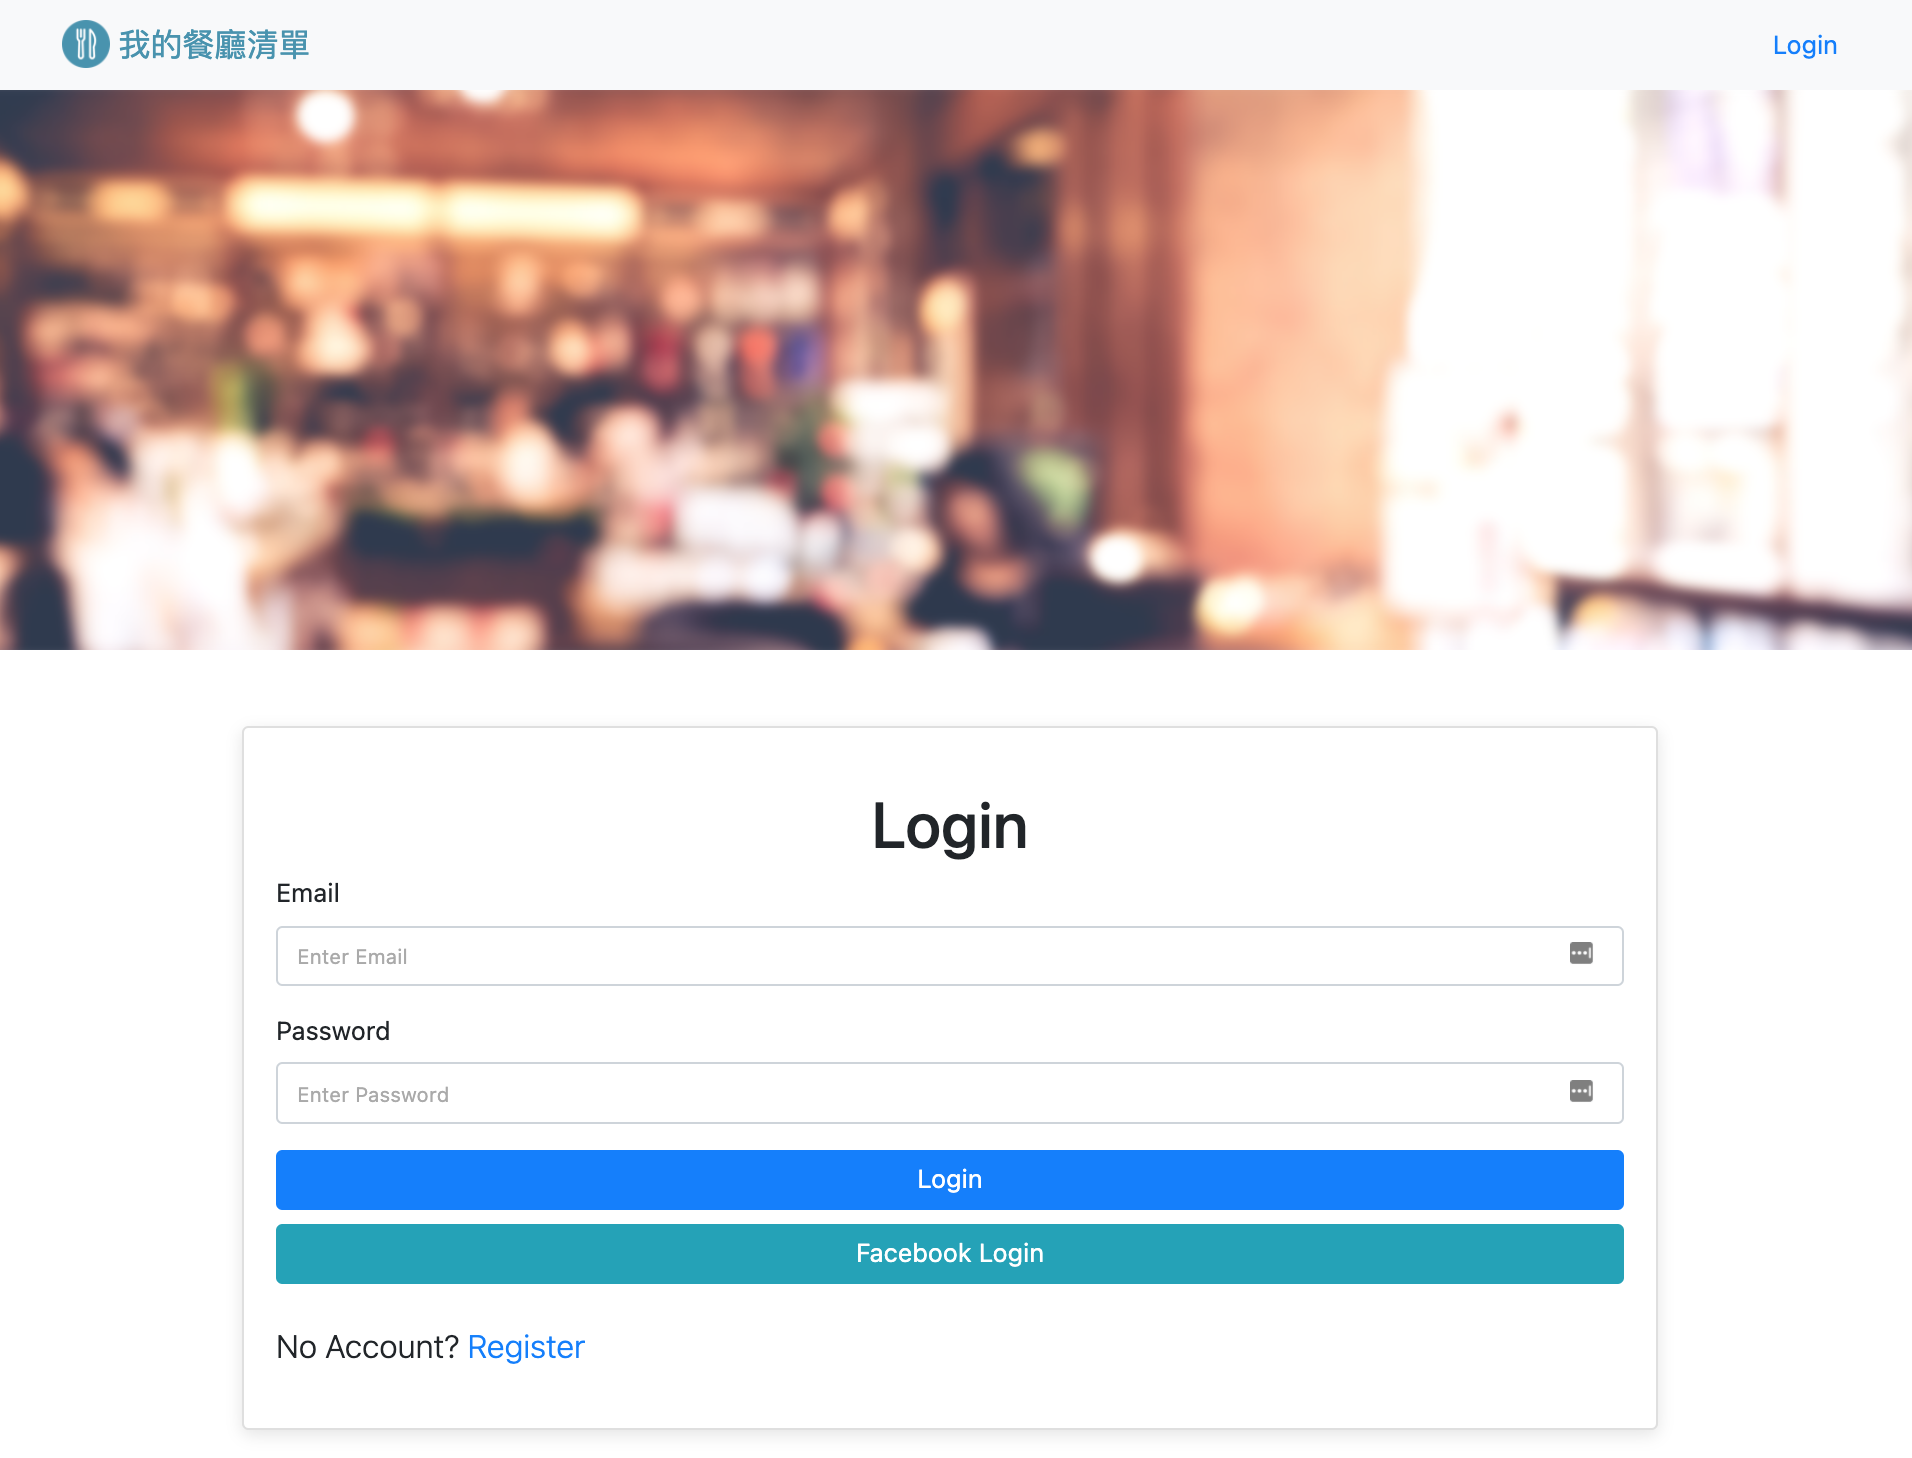 我的餐廳清單
Login
Login
Email
Enter Email
Password
Enter Password
Login
Facebook Login
No Account? Register